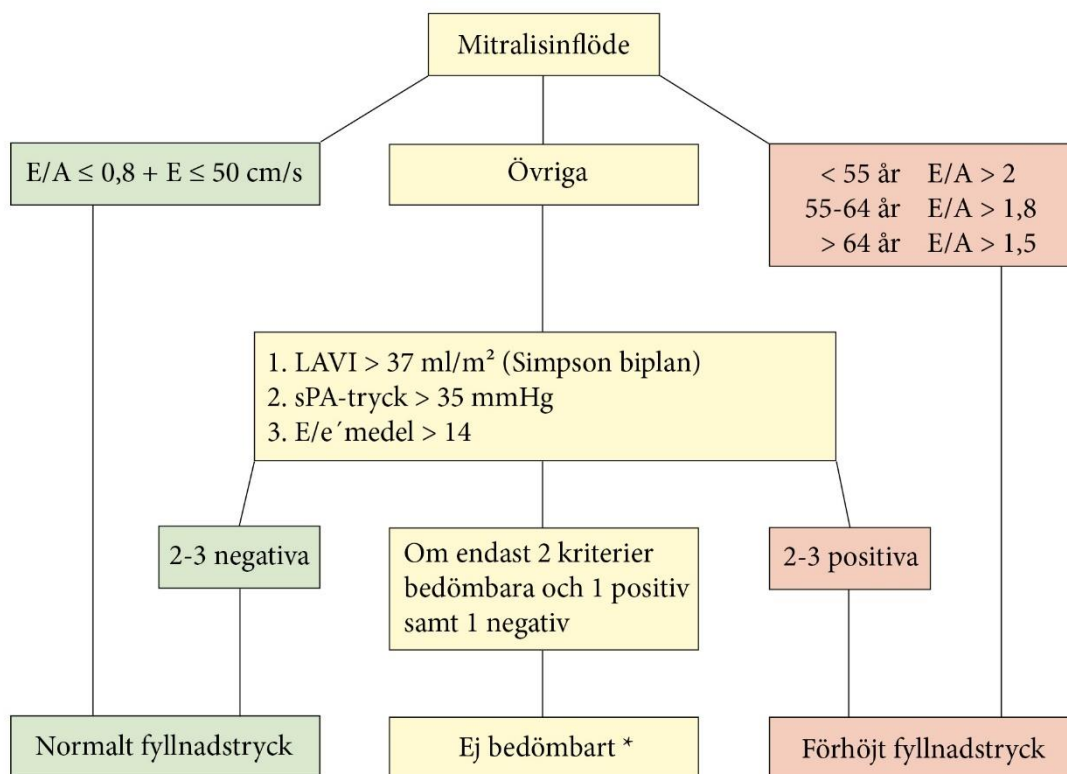 Mitralisinflöde
E/A ≤ 0,8 + E ≤ 50 cm/s
Övriga
< 55 år E/A > 2
55-64 år E/A > 1,8
> 64 år E/A > 1,5
1. LAVI > 37 ml/m² (Simpson biplan)
2. sPA-tryck > 35 mmHg
3. E/e´medel > 14
2-3 negativa
Om endast 2 kriterier
bedömbara och 1 positiv
samt 1 negativ
2-3 positiva
Normalt fyllnadstryck
Ej bedömbart *
Förhöjt fyllnadstryck